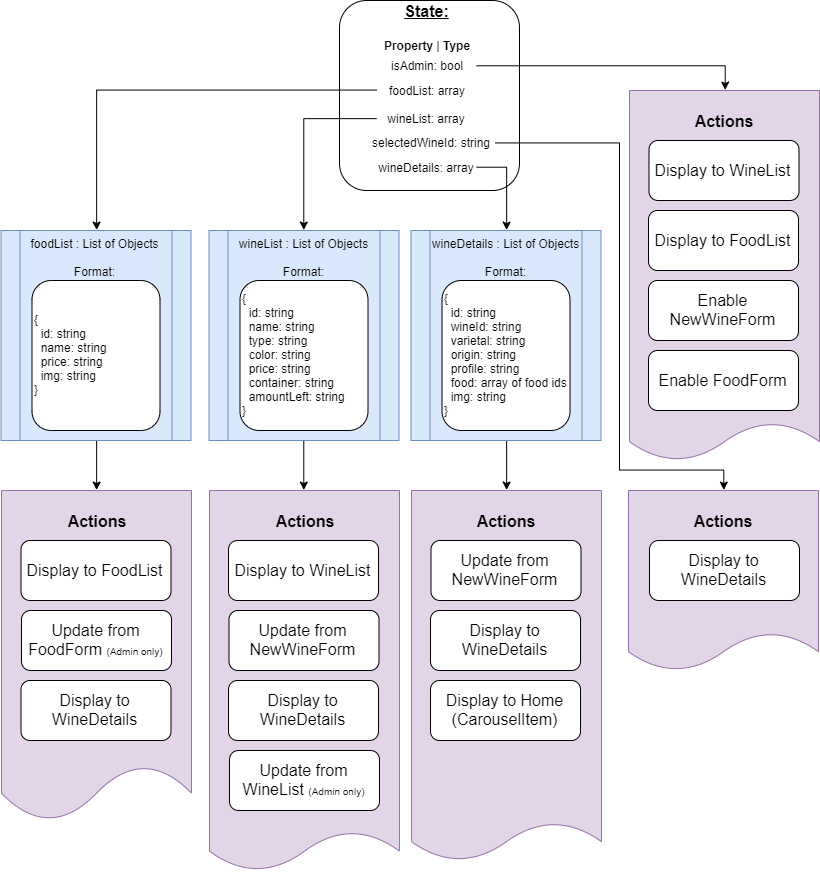 State:
Property | Type
isAdmin: bool
foodList: array
wineList: array
selectedWineId: string
wineDetails: array
Actions
Display to WineList
Display to FoodList
Enable
NewWineForm
Enable FoodForm
foodList : List of Objects
Format:
{
id: string
name: string
price: string
img: string
}
wineList : List of Objects
Format:
{
id: string
name: string
type: string
color: string
price: string
container: string
amountLeft: string
}
wineDetails : List of Objects
Format:
{
id: string
wineId: string
varietal: string
origin: string
profile: string
food: array of food ids
img: string
}
Actions
Display to FoodList
Update from
FoodForm (Admin only)
Display to
WineDetails
Actions
Display to WineList
Update from
NewWineForm
Display to
WineDetails
Update from
WineList (Admin only)
Actions
Update from
NewWineForm
Display to
WineDetails
Display to Home
(CarouselItem)
Actions
Display to
WineDetails